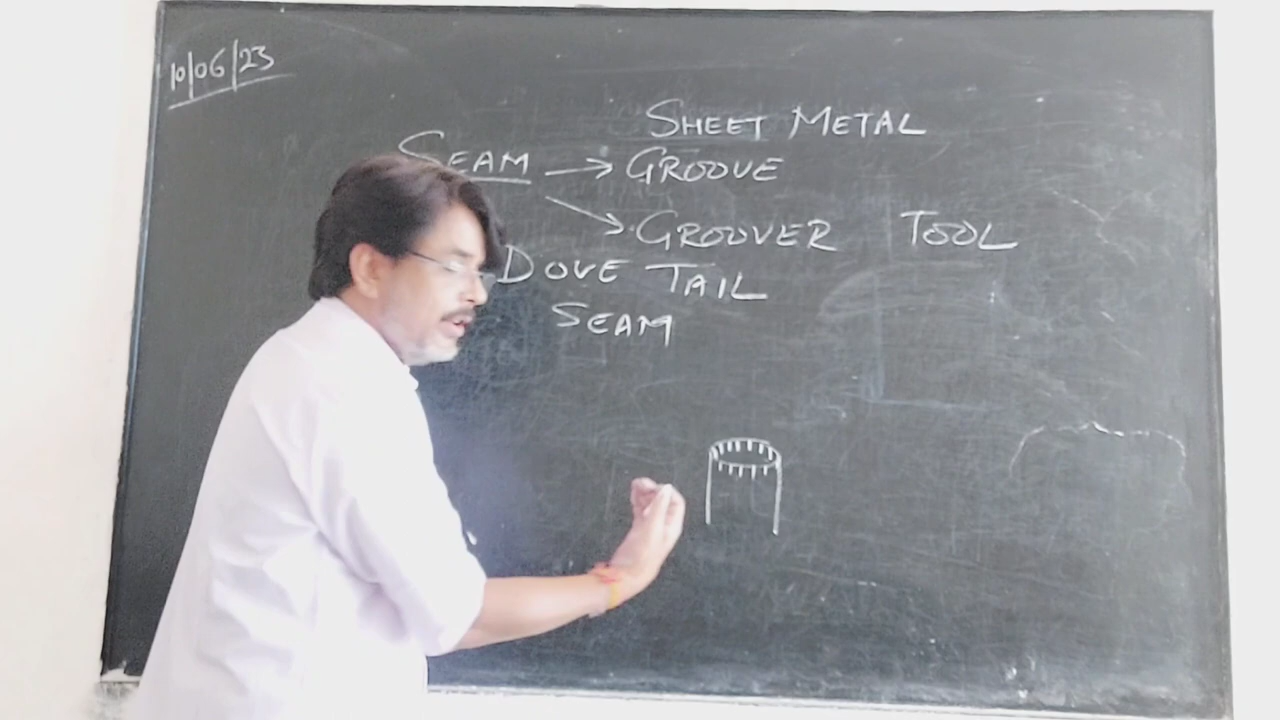 10/06/23
SHEET METAL
SEAM → GROOVE
→ GROOVER TOOL
DOVE TAIL
SEAM